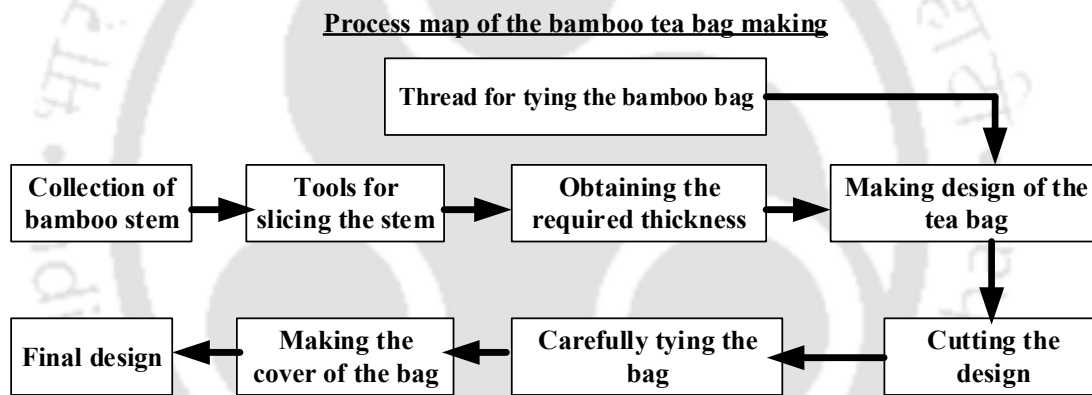 Process map of the bamboo tea bag making
Thread for tying the bamboo bag
Collection of
bamboo stem
Tools for
slicing the stem
Obtaining the
required thickness
Making design of the
tea bag
Final design
Making the
cover of the bag
Carefully tying the
bag
Cutting the
design